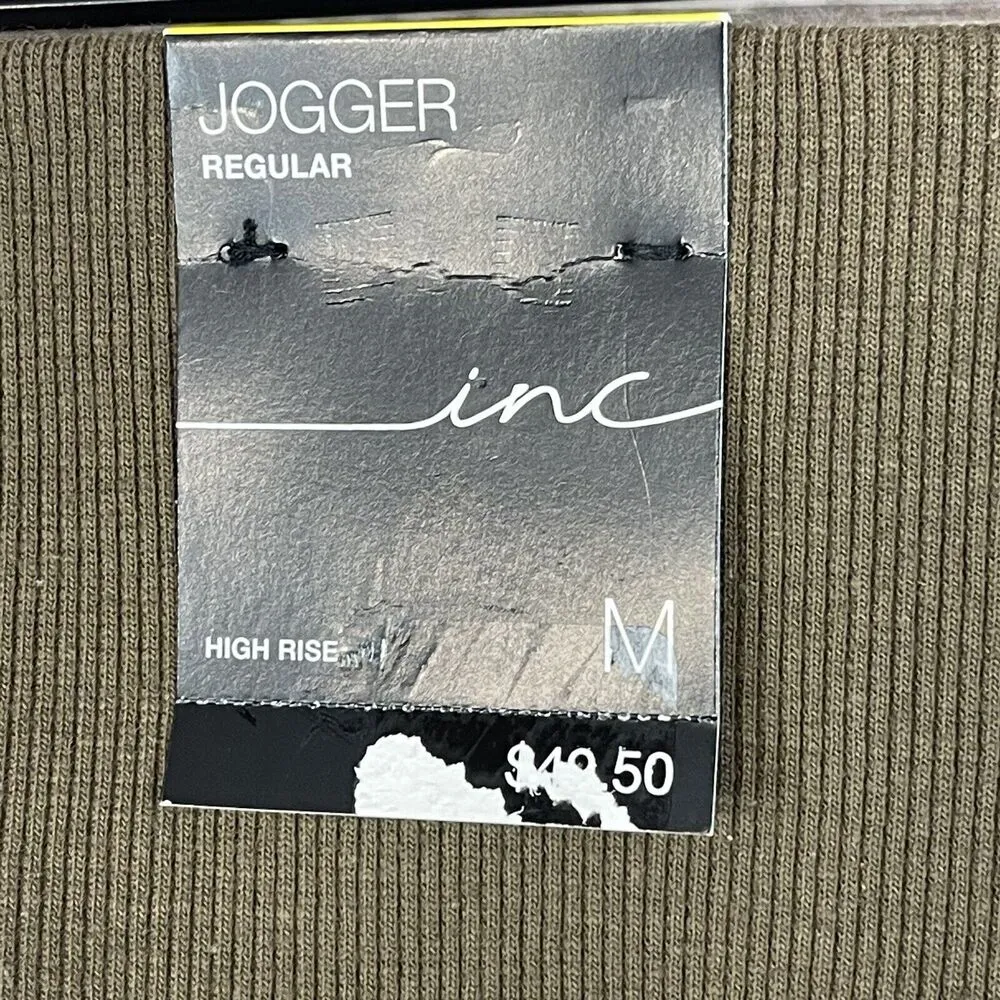 JOGGER
REGULAR
inc
HIGH RISE
M